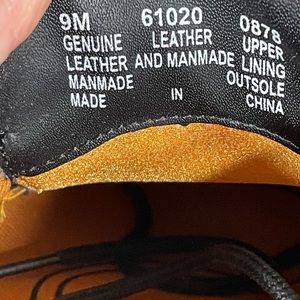 9M 61020 0878
GENUINE LEATHER UPPER
LEATHER AND MANMADE LINING
MANMADE OUTSOLE
MADE IN CHINA